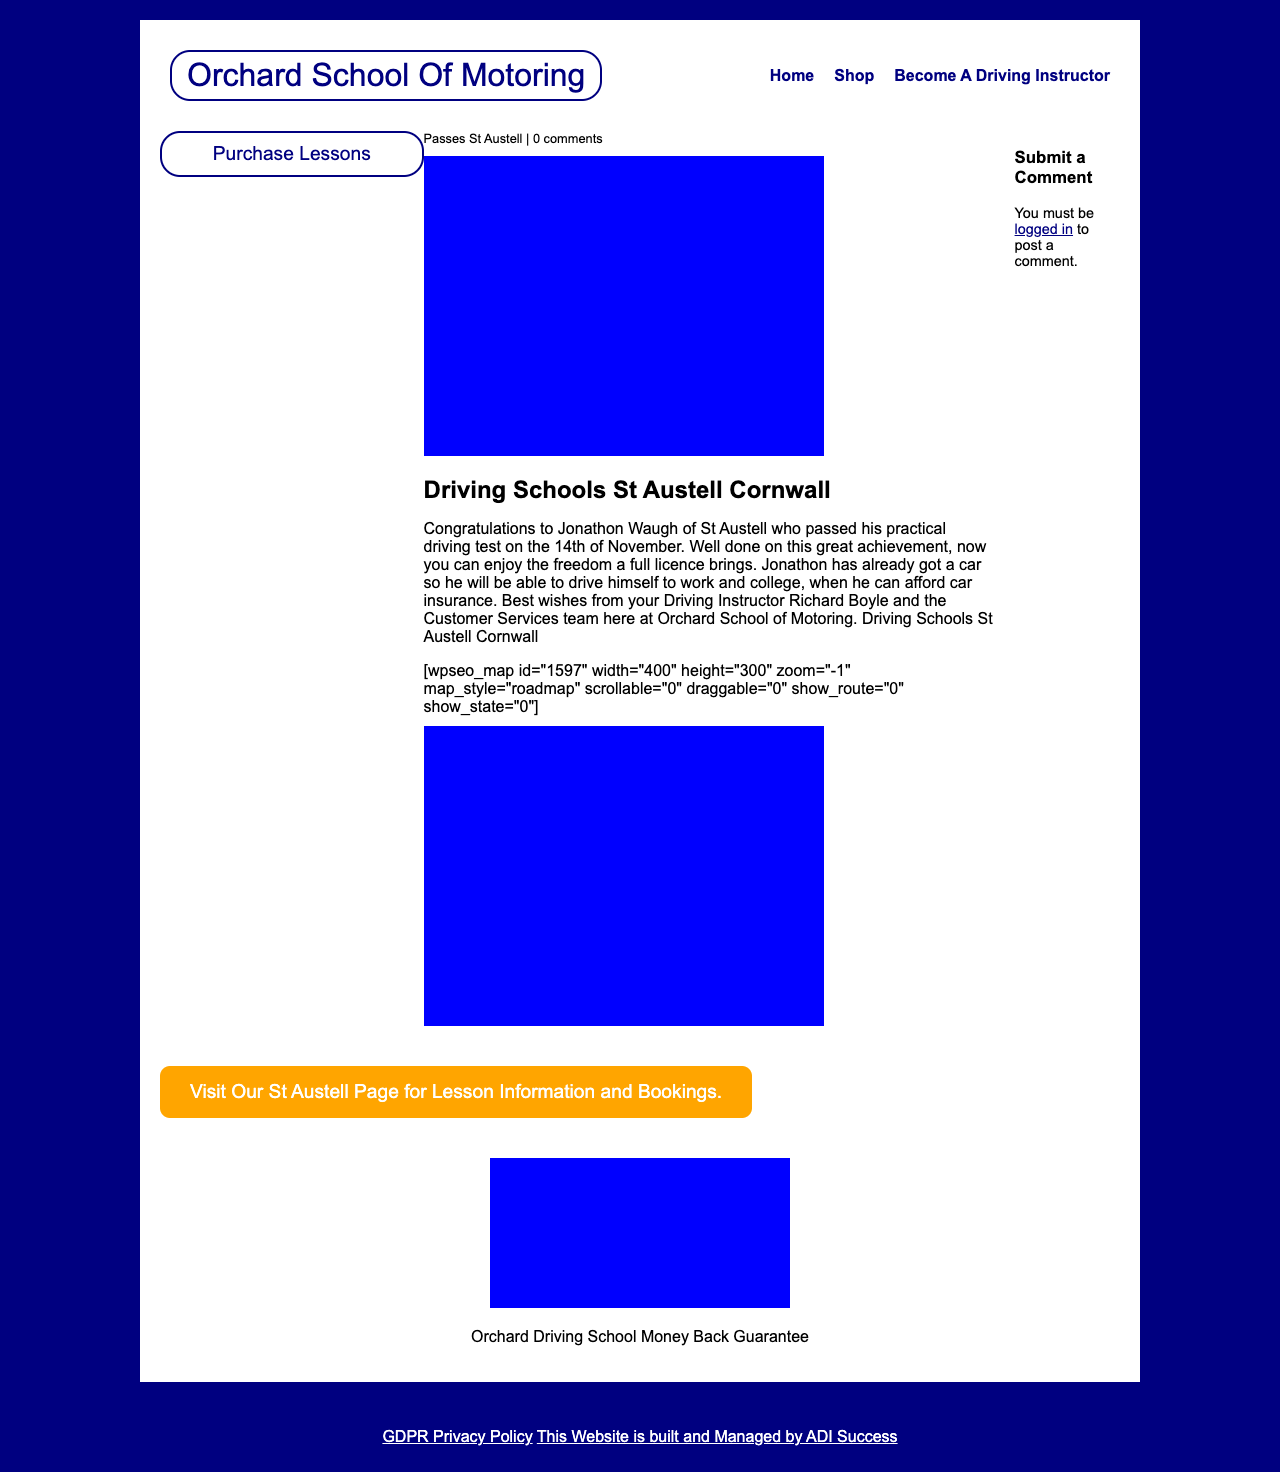 Orchard School Of Motoring
Home Shop Become A Driving Instructor
Purchase Lessons
Passes St Austell | 0 comments
Driving Schools St Austell Cornwall
Congratulations to Jonathon Waugh of St Austell who passed his practical
driving test on the 14th of November. Well done on this great achievement, now
you can enjoy the freedom a full licence brings. Jonathon has already got a car
so he will be able to drive himself to work and college, when he can afford car
insurance. Best wishes from your Driving Instructor Richard Boyle and the
Customer Services team here at Orchard School of Motoring. Driving Schools St
Austell Cornwall
[wpseo_map id="1597" width="400" height="300" zoom="-1"
map_style="roadmap" scrollable="0" draggable="0" show_route="0"
show_state="0"]
Submit a
Comment
You must be
logged in to
post a
comment.
Visit Our St Austell Page for Lesson Information and Bookings.
Orchard Driving School Money Back Guarantee
GDPR Privacy Policy This Website is built and Managed by ADI Success